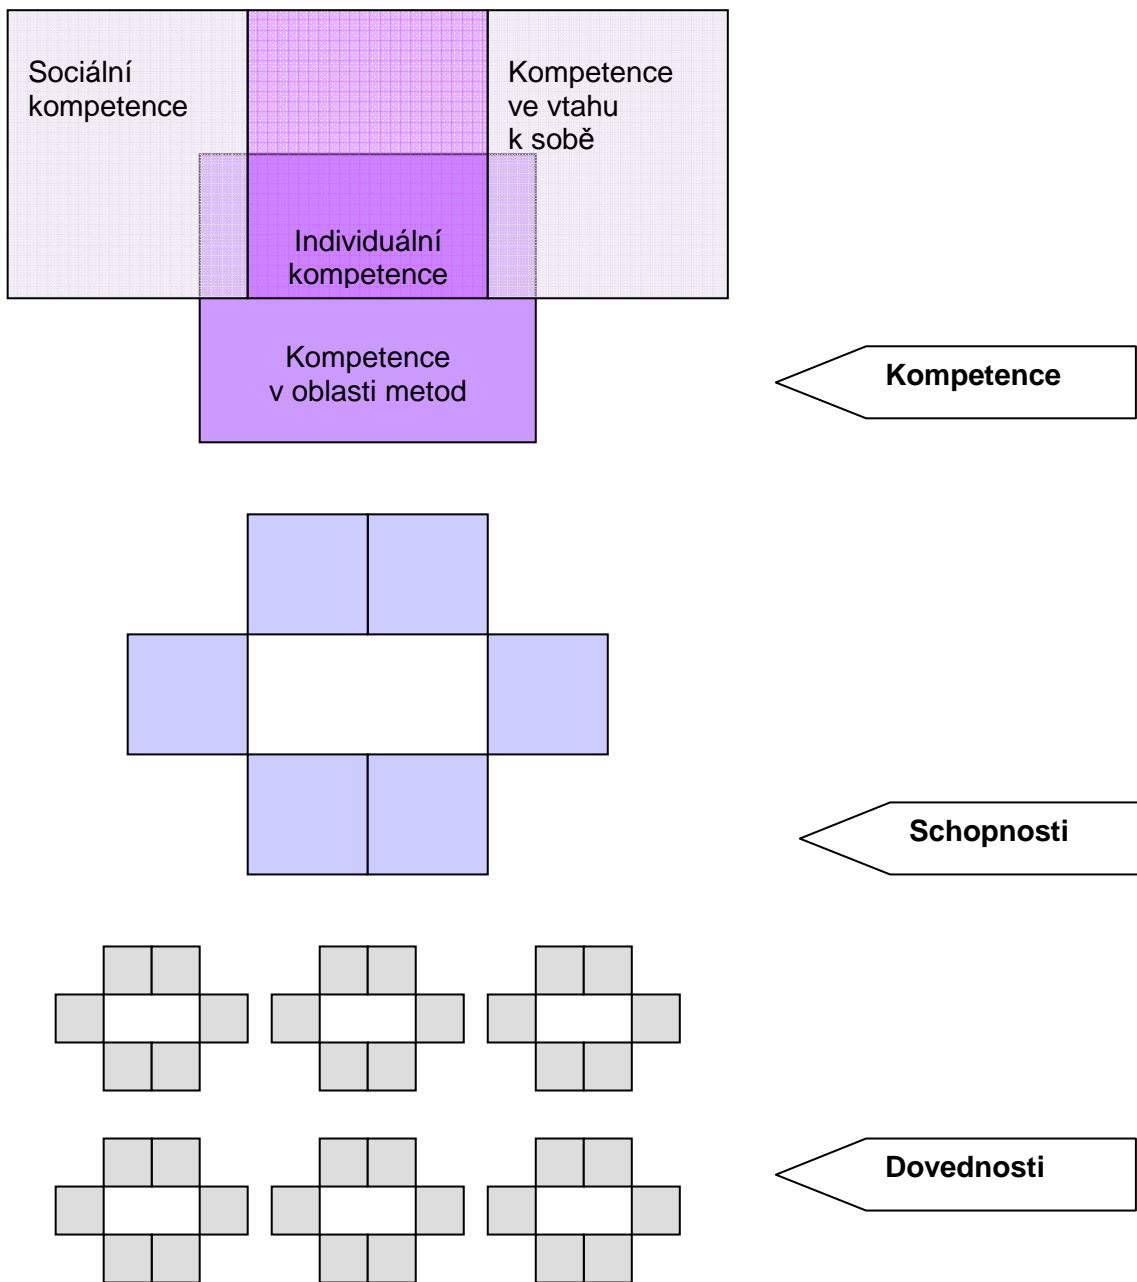 Sociální
kompetence
Kompetence
ve vtahu
k sobě
Individuální
kompetence
Kompetence
v oblasti metod
Kompetence
Schopnosti
Dovednosti